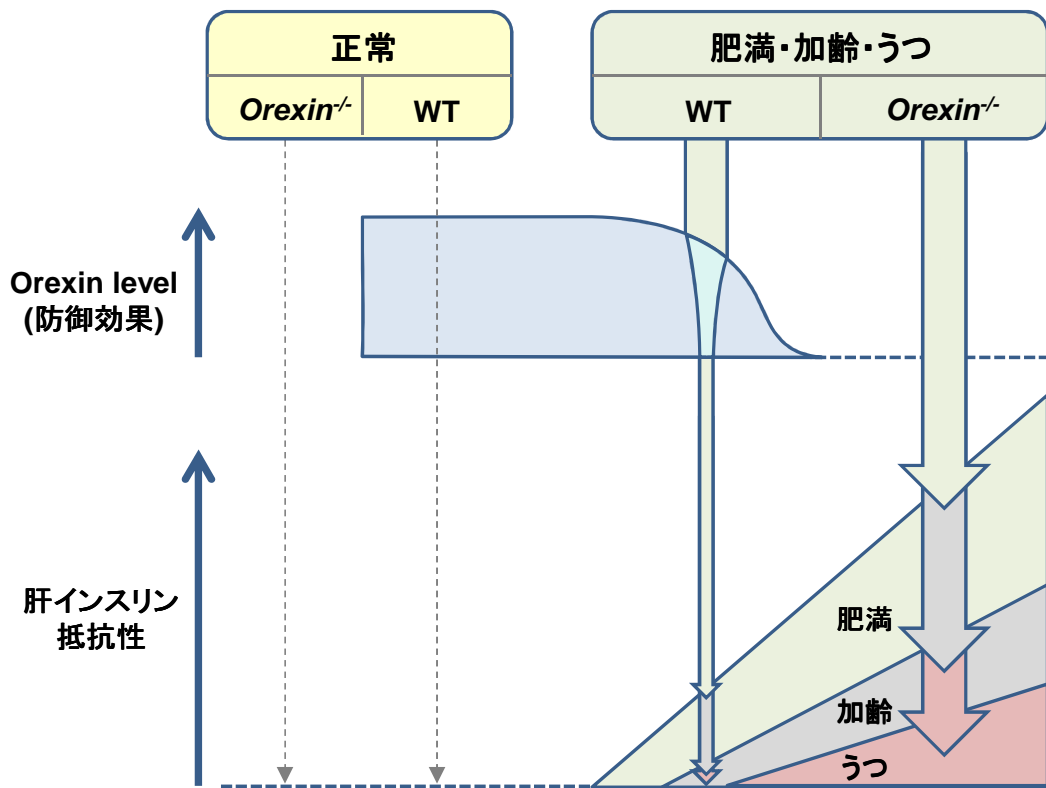 正常
Orexin-/-
WT
肥満・加齢・うつ
WT
Orexin-/-
Orexin level
(防御効果)
肝インスリン
抵抗性
肥満
加齢
うつ